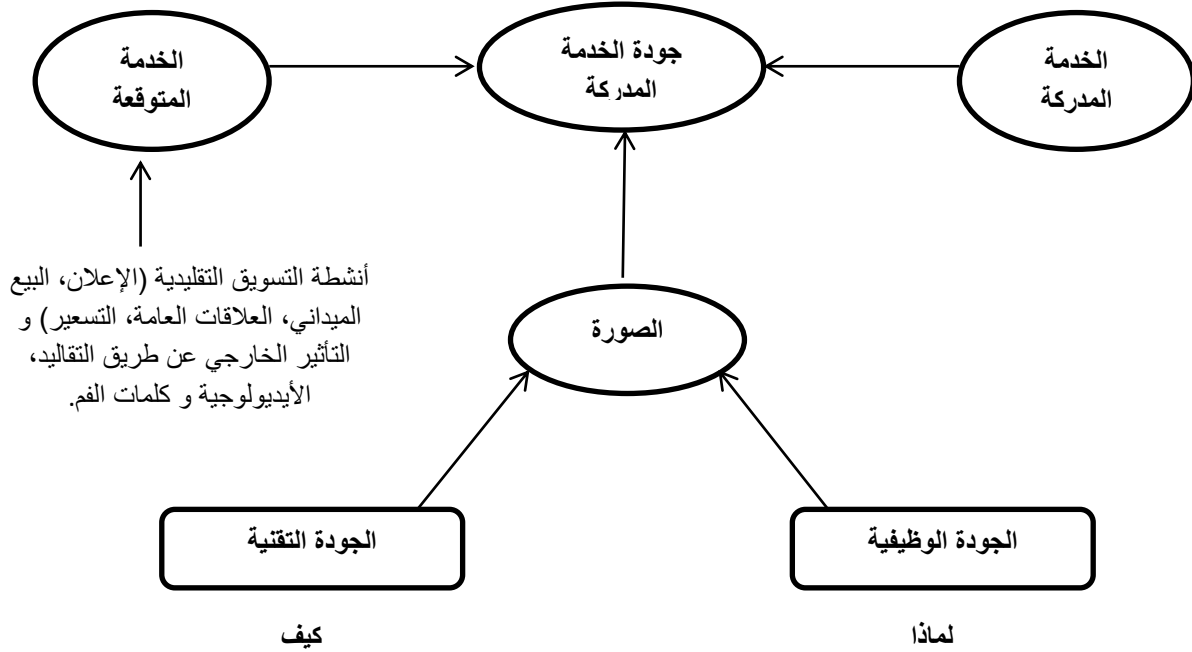 الخدمة
المدركة
جودة الخدمة
المدركة
الخدمة
المتوقعة
أنشطة التسويق التقليدية (الإعلان، البيع
الميداني، العلاقات العامة، التسعير) و
التأثير الخارجي عن طريق التقاليد،
الأيديولوجية و كلمات الفم.
الصورة
الجودة الوظيفية
الجودة التقنية
لماذا
كيف